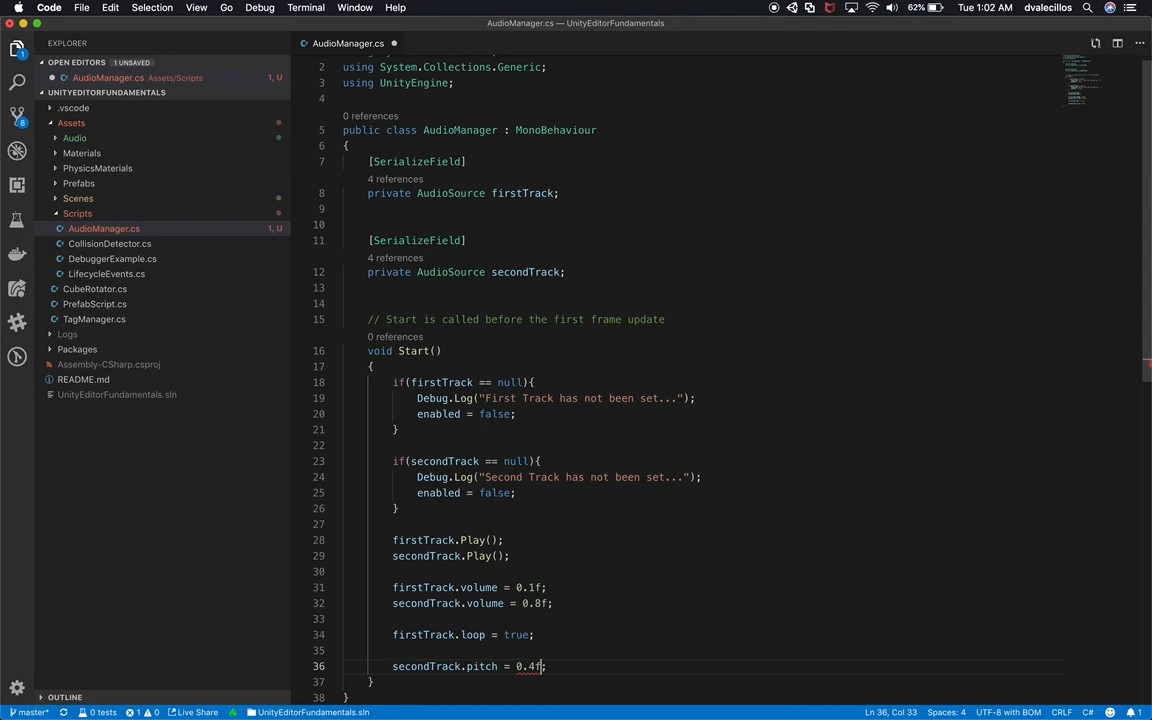 Code File Edit Selection View Go Debug Terminal Window Help 62% Tue 1:02 AM dvalecillos
AudioManager.cs — UnityEditorFundamentals
EXPLORER
AudioManager.cs
OPEN EDITORS 1 UNSAVED
AudioManager.cs Assets/Scripts 1, U
UNITYEDITORFUNDAMENTALS
.vscode
Assets
Audio
Materials
PhysicsMaterials
Prefabs
Scenes
Scripts
AudioManager.cs 1, U
CollisionDetector.cs
DebuggerExample.cs
LifecycleEvents.cs
CubeRotator.cs
PrefabScript.cs
TagManager.cs
Logs
Packages
Assembly-CSharp.csproj
README.md
UnityEditorFundamentals.sln
OUTLINE
1
8
2 using System.Collections.Generic;
3 using UnityEngine;
4
0 references
5 public class AudioManager : MonoBehaviour
6 {
7 [SerializeField]
4 references
8 private AudioSource firstTrack;
9
10
11 [SerializeField]
4 references
12 private AudioSource secondTrack;
13
14
15 // Start is called before the first frame update
0 references
16 void Start()
17 {
18 if(firstTrack == null){
19 Debug.Log("First Track has not been set...");
20 enabled = false;
21 }
22
23 if(secondTrack == null){
24 Debug.Log("Second Track has not been set...");
25 enabled = false;
26 }
27
28 firstTrack.Play();
29 secondTrack.Play();
30
31 firstTrack.volume = 0.1f;
32 secondTrack.volume = 0.8f;
33
34 firstTrack.loop = true;
35
36 secondTrack.pitch = 0.4f;
37 }
38 }
master* 0 tests 1 0 Live Share UnityEditorFundamentals.sln Ln 36, Col 33 Spaces: 4 UTF-8 with BOM CRLF C# 1